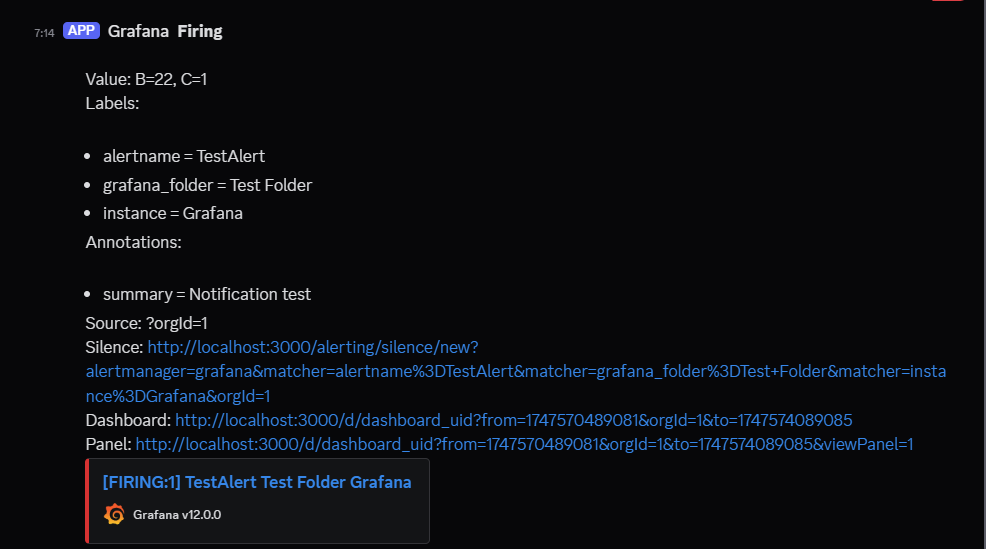 7:14 APP Grafana Firing
Value: B=22, C=1
Labels:
• alertname = TestAlert
• grafana_folder = Test Folder
• instance = Grafana
Annotations:
• summary = Notification test
Source: ?orgId=1
Silence: http://localhost:3000/alerting/silence/new?
alertmanager=grafana&matcher=alertname%3DTestAlert&matcher=grafana_folder%3DTest+Folder&matcher=insta
nce%3DGrafana&orgId=1
Dashboard: http://localhost:3000/d/dashboard_uid?from=1747570489081&orgId=1&to=1747574089085
Panel: http://localhost:3000/d/dashboard_uid?from=1747570489081&orgId=1&to=1747574089085&viewPanel=1
[FIRING:1] TestAlert Test Folder Grafana
Grafana v12.0.0